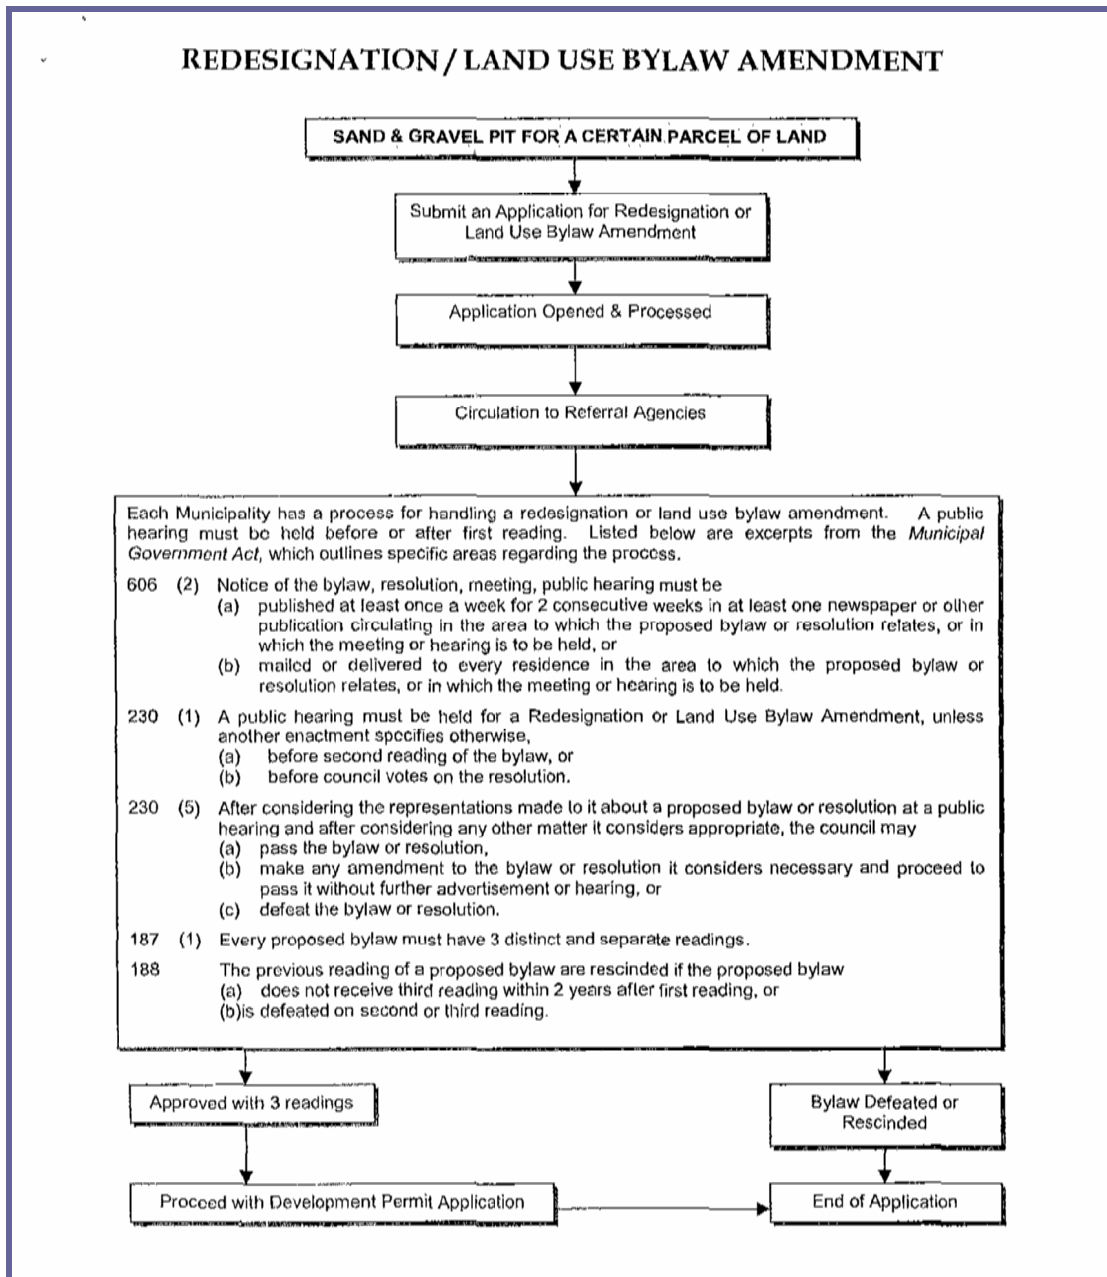 REDESIGNATION / LAND USE BYLAW AMENDMENT
SAND & GRAVEL PIT FOR A CERTAIN PARCEL OF LAND
Submit an Application for Redesignation or
Land Use Bylaw Amendment
Application Opened & Processed
Circulation to Referral Agencies
Each Municipality has a process for handling a redesignation or land use bylaw amendment. A public
hearing must be held before or after first reading. Listed below are excerpts from the Municipal
Government Act, which outlines specific areas regarding the process.
606 (2) Notice of the bylaw, resolution, meeting, public hearing must be
(a) published at least once a week for 2 consecutive weeks in at least one newspaper or other
publication circulating in the area to which the proposed bylaw or resolution relates, or in
which the meeting or hearing is to be held, or
(b) mailed or delivered to every residence in the area to which the proposed bylaw or
resolution relates, or in which the meeting or hearing is to be held.
230 (1) A public hearing must be held for a Redesignation or Land Use Bylaw Amendment, unless
another enactment specifies otherwise,
(a) before second reading of the bylaw, or
(b) before council votes on the resolution.
230 (5) After considering the representations made to it about a proposed bylaw or resolution at a public
hearing and after considering any other matter it considers appropriate, the council may
(a) pass the bylaw or resolution,
(b) make any amendment to the bylaw or resolution it considers necessary and proceed to
pass it without further advertisement or hearing, or
(c) defeat the bylaw or resolution.
187 (1) Every proposed bylaw must have 3 distinct and separate readings.
188 The previous reading of a proposed bylaw are rescinded if the proposed bylaw
(a) does not receive third reading within 2 years after first reading, or
(b)is defeated on second or third reading.
Approved with 3 readings
Bylaw Defeated or
Rescinded
Proceed with Development Permit Application
End of Application